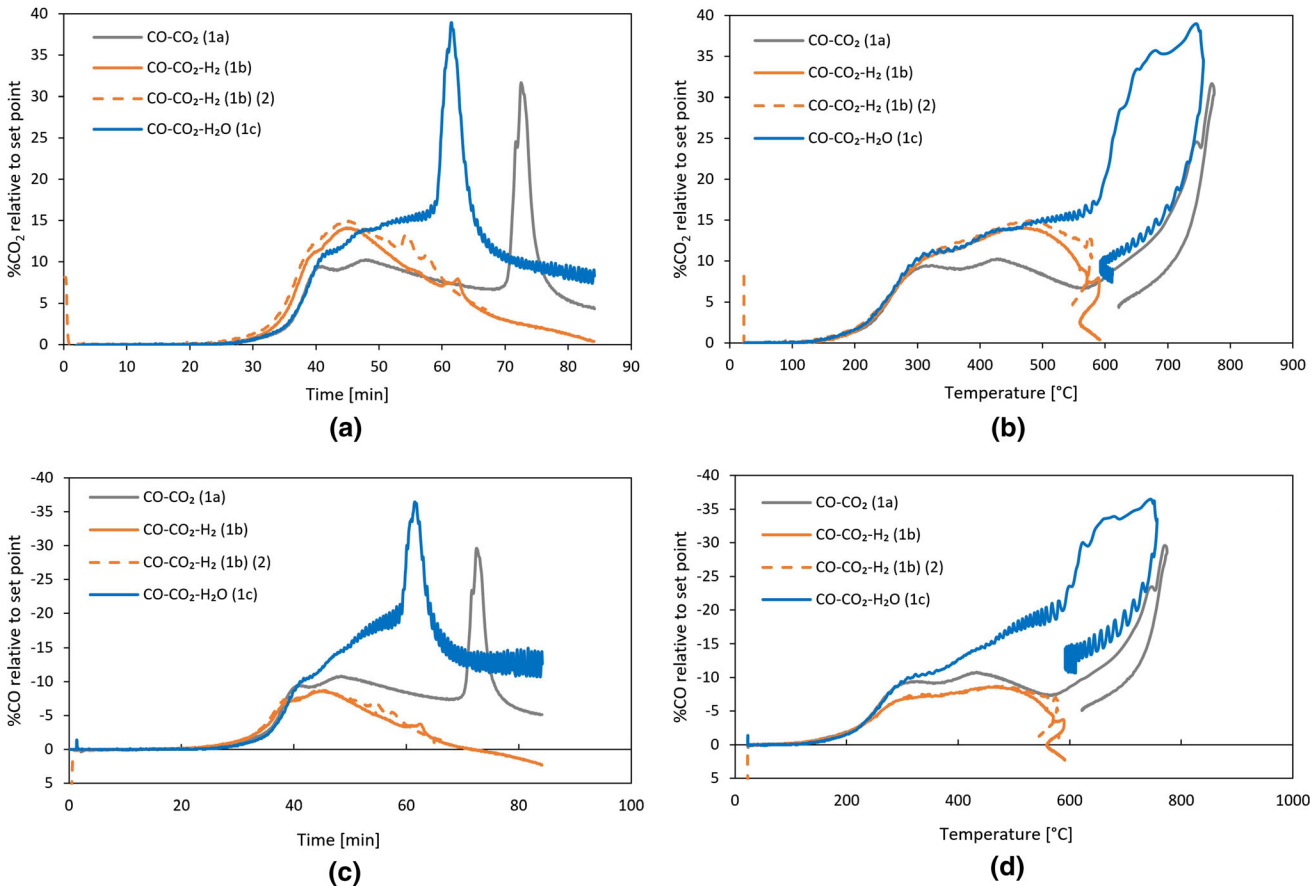 40
35
30
25
20
15
10
5
0
%CO₂ relative to set point
CO-CO₂ (1a)
CO-CO₂-H₂ (1b)
CO-CO₂-H₂ (1b) (2)
CO-CO₂-H₂O (1c)
0 10 20 30 40 50 60 70 80 90
Time [min]
(a)
40
35
30
25
20
15
10
5
0
%CO₂ relative to set point
CO-CO₂ (1a)
CO-CO₂-H₂ (1b)
CO-CO₂-H₂ (1b) (2)
CO-CO₂-H₂O (1c)
0 100 200 300 400 500 600 700 800 900
Temperature [°C]
(b)
-40
-35
-30
-25
-20
-15
-10
-5
0
5
%CO relative to set point
CO-CO₂ (1a)
CO-CO₂-H₂ (1b)
CO-CO₂-H₂ (1b) (2)
CO-CO₂-H₂O (1c)
0 20 40 60 80 100
Time [min]
(c)
-40
-35
-30
-25
-20
-15
-10
-5
0
5
%CO relative to set point
CO-CO₂ (1a)
CO-CO₂-H₂ (1b)
CO-CO₂-H₂ (1b) (2)
CO-CO₂-H₂O (1c)
0 200 400 600 800 1000
Temperature [°C]
(d)